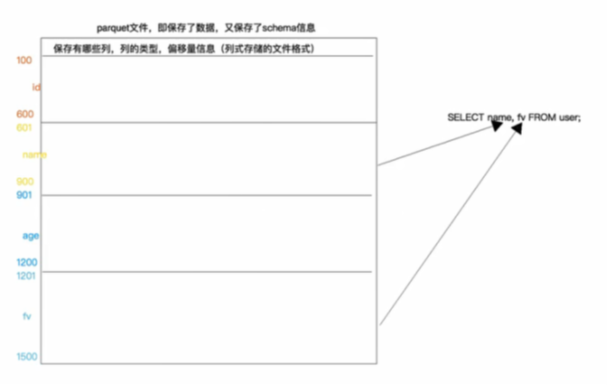 parquet文件，即保存了数据，又保存了schema信息
保存有哪些列，列的类型，偏移量信息（列式存储的文件格式）
100
id
600
601
name
900
901
age
1200
1201
fv
1500
SELECT name, fv FROM user;